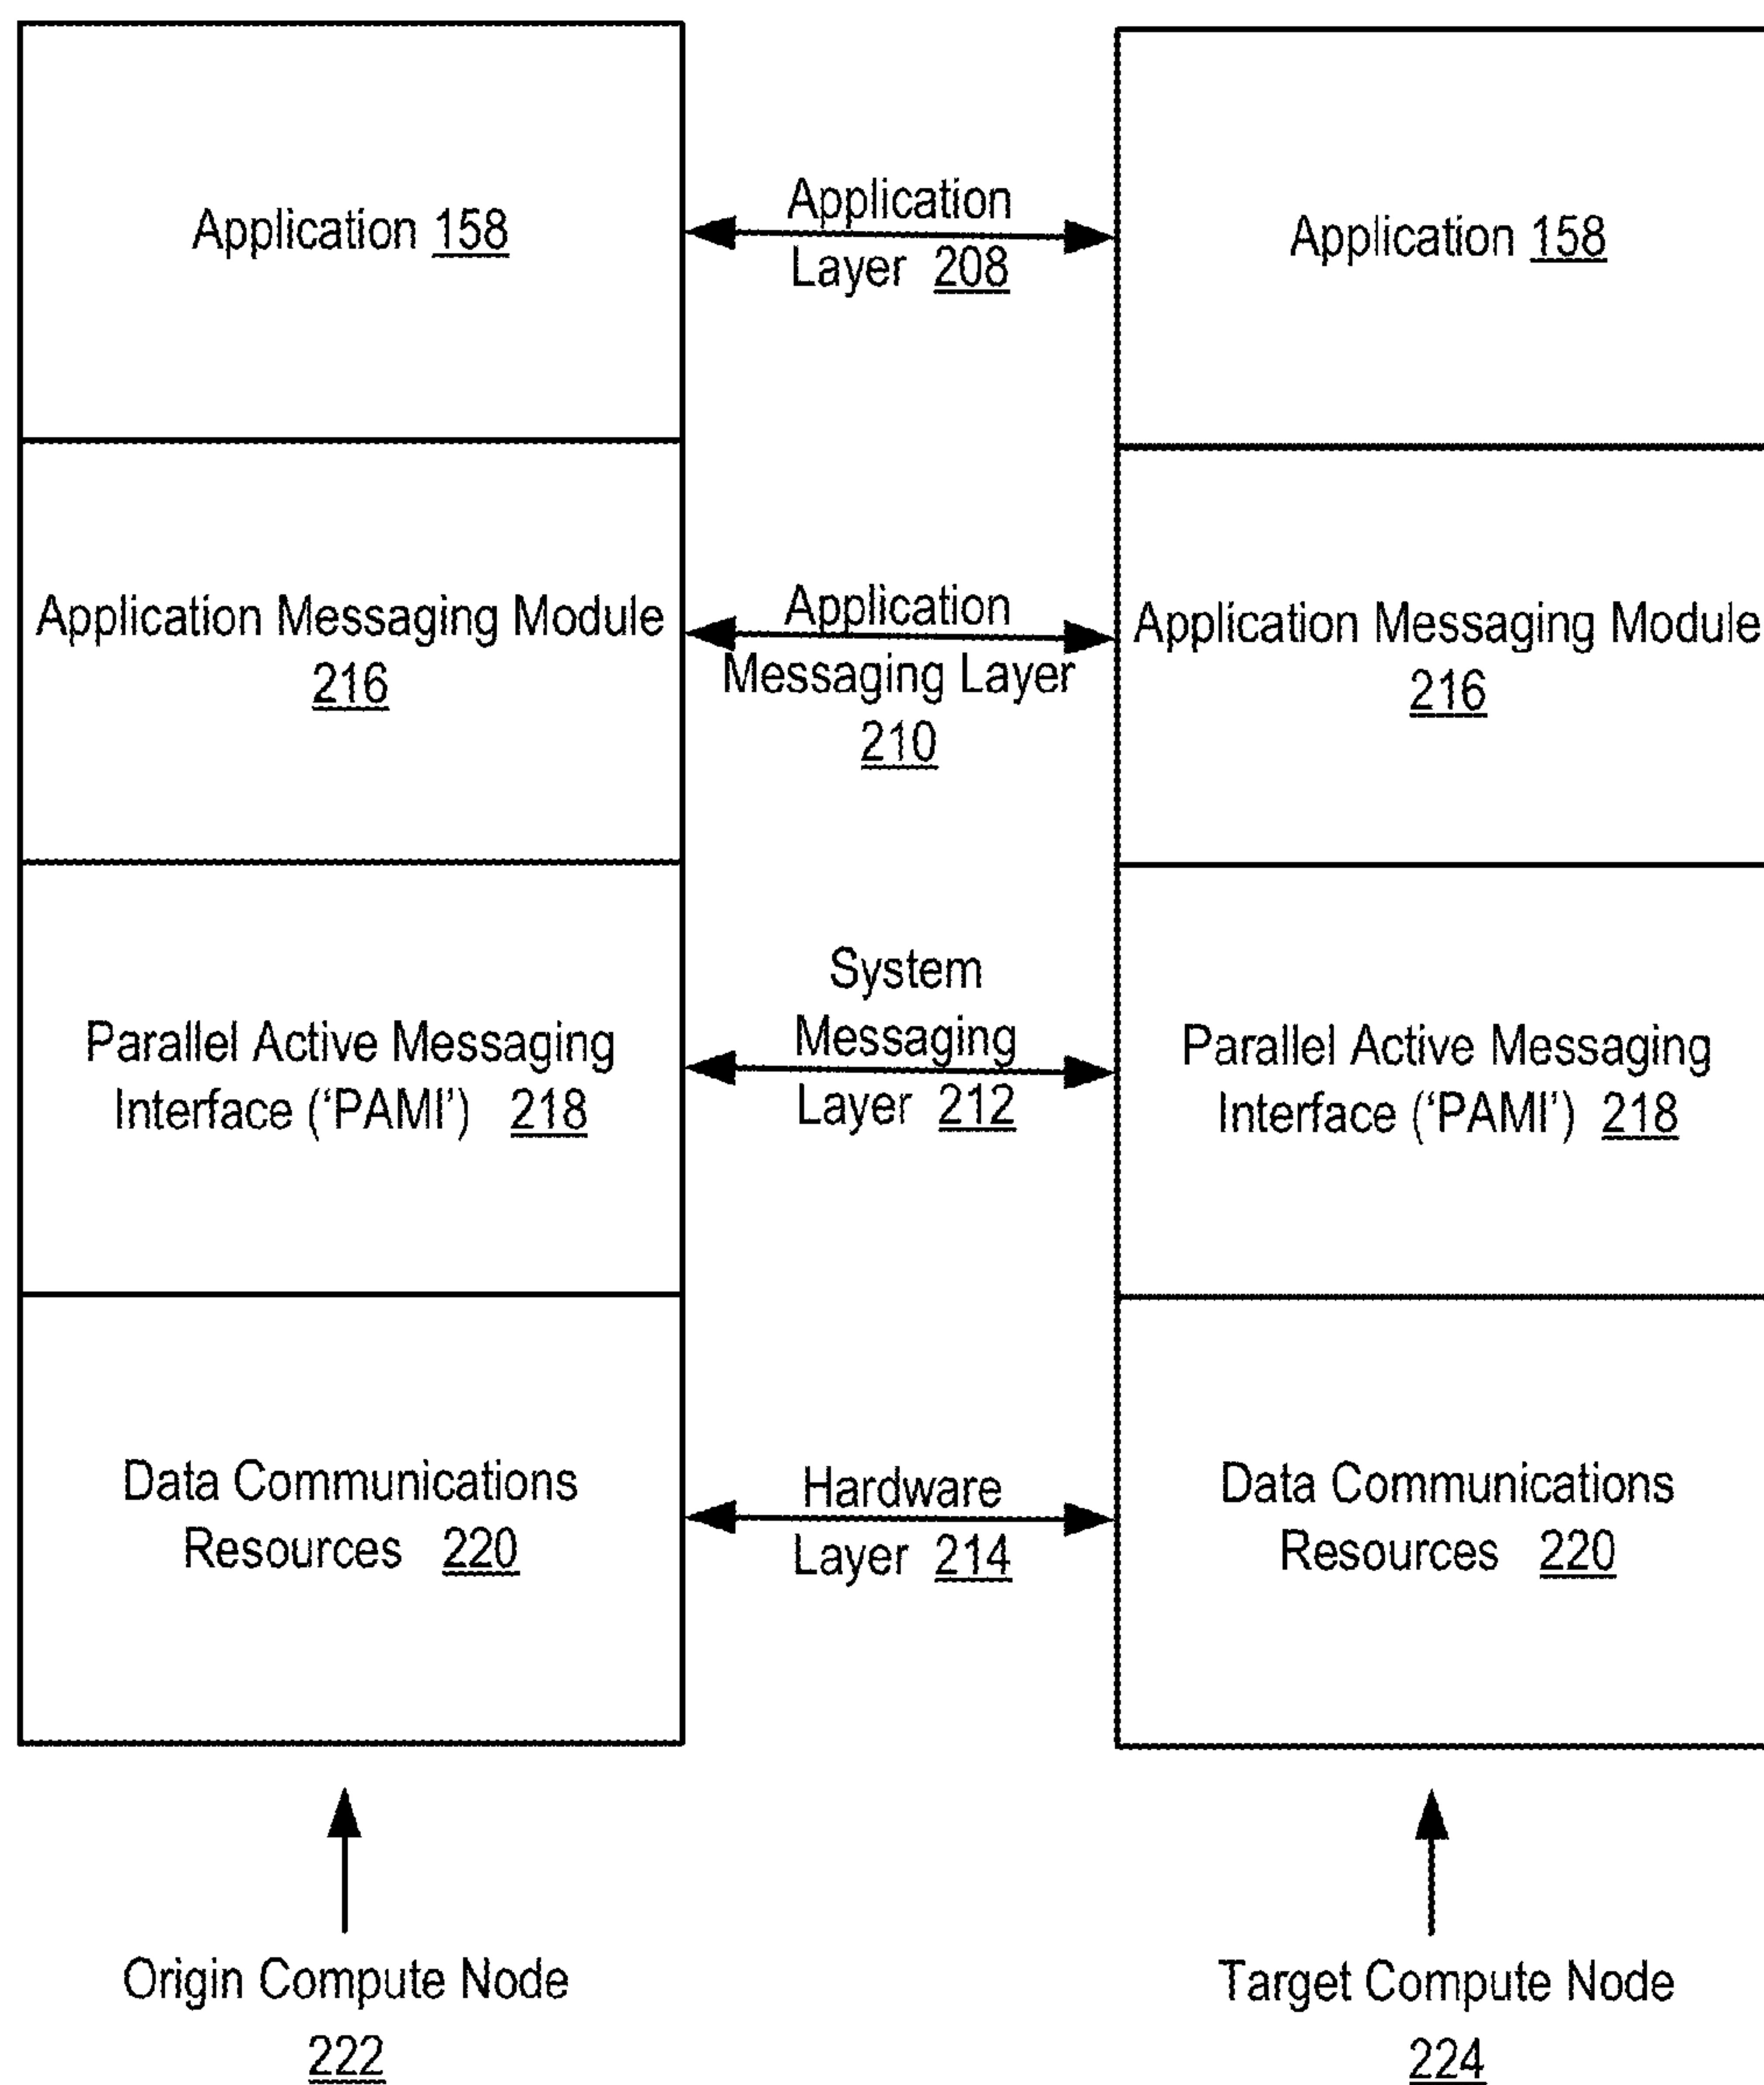 Application 158
Application
Layer 208
Application 158
Application Messaging Module
216
Application
Messaging Layer
210
Application Messaging Module
216
Parallel Active Messaging
Interface (‘PAMI’) 218
System
Messaging
Layer 212
Parallel Active Messaging
Interface (‘PAMI’) 218
Data Communications
Resources 220
Hardware
Layer 214
Data Communications
Resources 220
Origin Compute Node
222
Target Compute Node
224